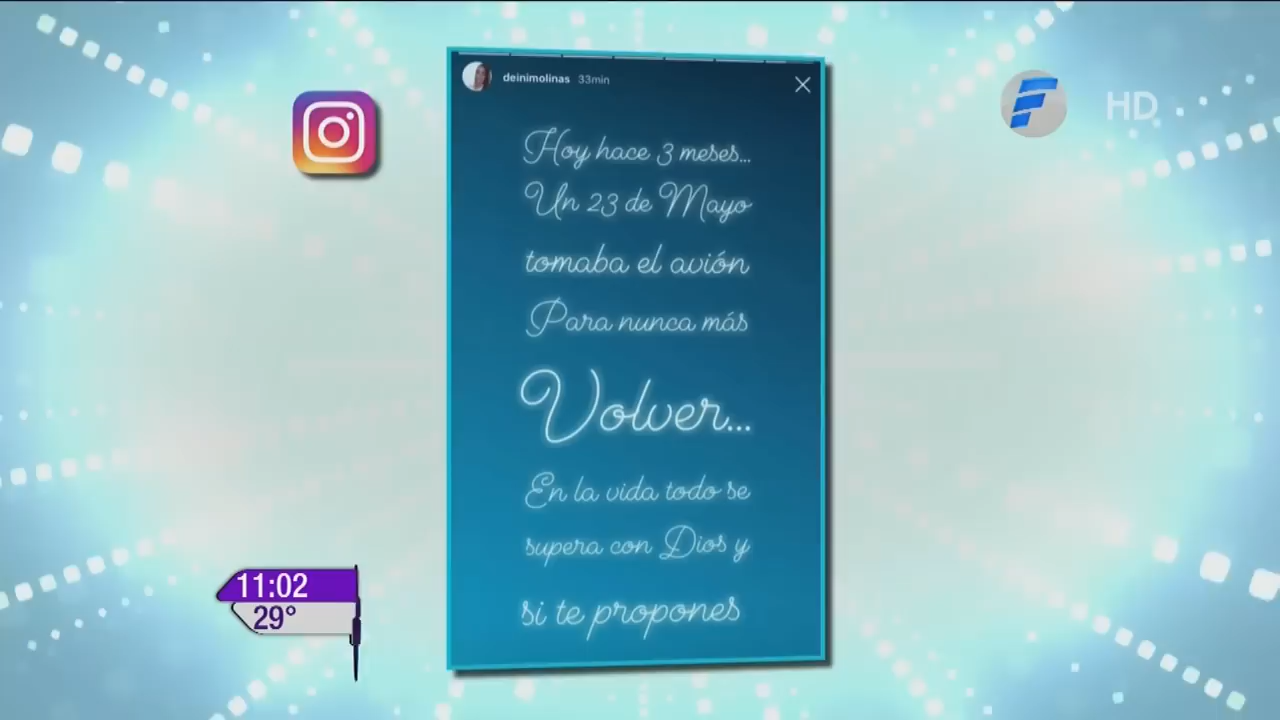 deinimolinas 33min
HD
Hoy hace 3 meses...
Un 23 de Mayo
tomaba el avión
Para nunca más
Volver...
En la vida todo se
supera con Dios y
si te propones
11:02
29°